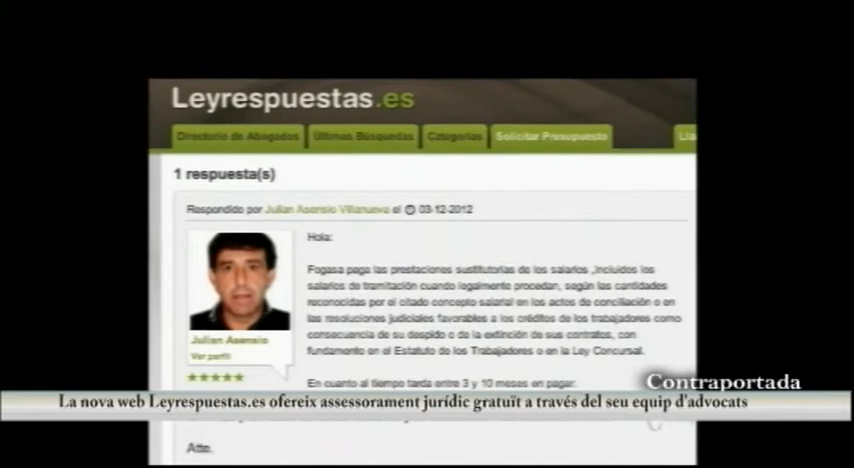 Leyrespuestas.es
Directorio de Abogados Últimas Búsquedas Categorías Solicitar Presupuesto
1 respuesta(s)
Respondido por Julian Asensio Villanueva el 03-12-2012
Hola:
Fogasa paga las prestaciones sustitutorias de los salarios ,incluidos los
salarios de tramitación cuando legalmente procedan, según las cantidades
reconocidas por el citado concepto salarial en los actos de conciliación o en
las resoluciones judiciales favorables a los créditos de los trabajadores como
consecuencia de su despido o de la extinción de sus contratos, con
fundamento en el Estatuto de los Trabajadores o en la Ley Concursal.
Julian Asensio
Ver perfil
En cuanto al tiempo tarda entre 3 y 10 meses en pagar.
Contraportada
La nova web Leyrespuestas.es ofereix assessorament jurídic gratuït a través del seu equip d'advocats
Atte.